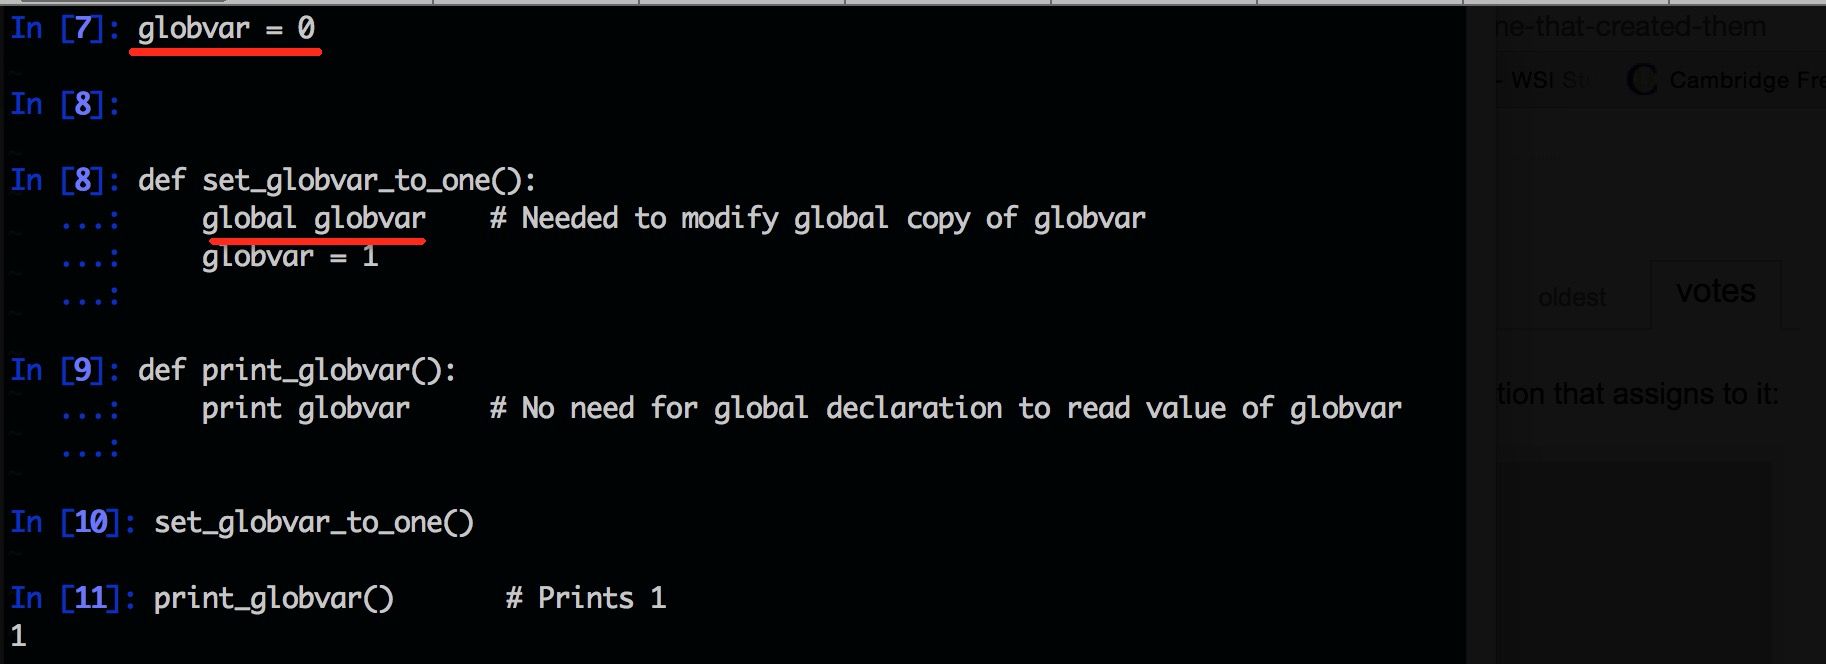 In [7]: globvar = 0
ne-that-created-them
- WSI St
Cambridge Fre
In [8]:
In [8]: def set_globvar_to_one():
...:     global globvar    # Needed to modify global copy of globvar
...:     globvar = 1
...:
oldest
votes
In [9]: def print_globvar():
...:     print globvar     # No need for global declaration to read value of globvar
...:
tion that assigns to it:
In [10]: set_globvar_to_one()
In [11]: print_globvar()       # Prints 1
1